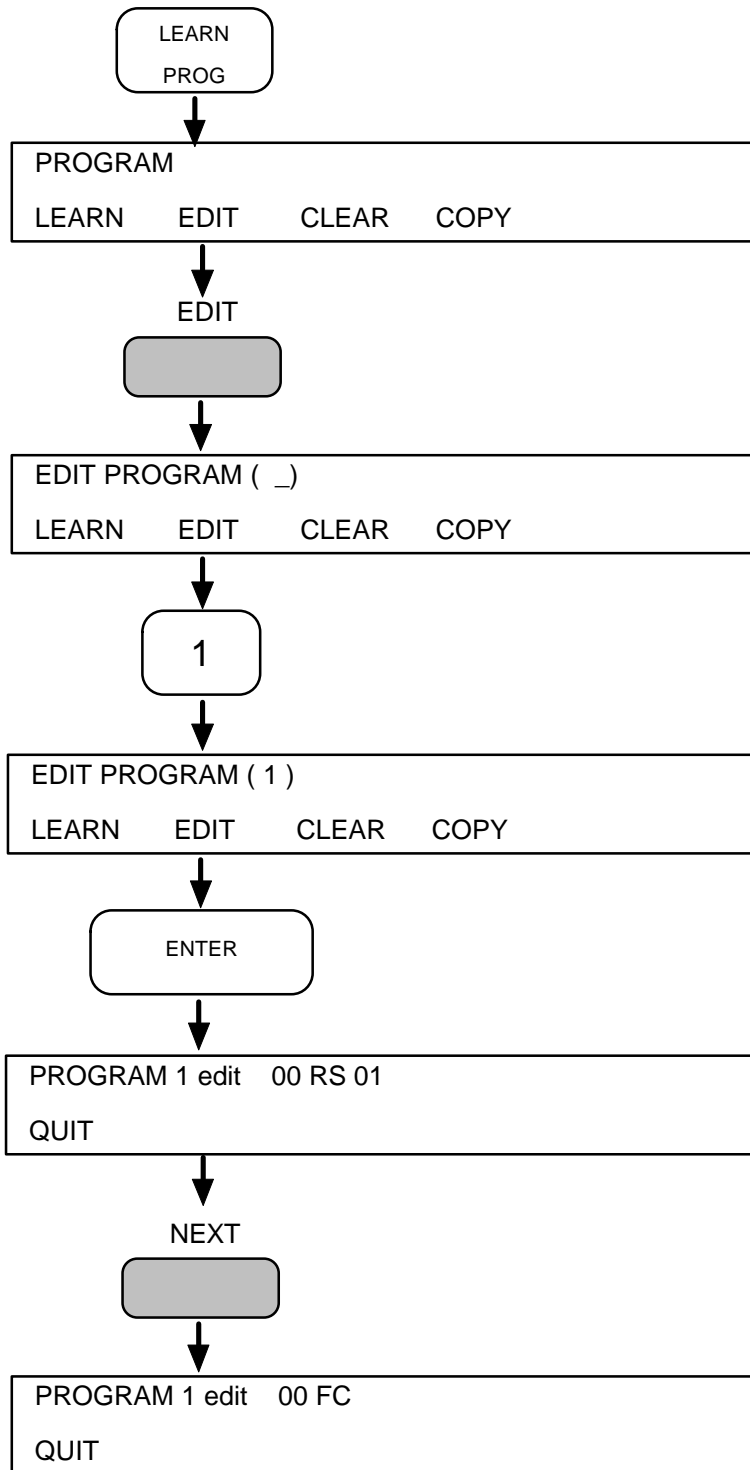 LEARN
PROG
PROGRAM
LEARN EDIT CLEAR COPY
EDIT
EDIT PROGRAM ( _)
LEARN EDIT CLEAR COPY
1
EDIT PROGRAM ( 1 )
LEARN EDIT CLEAR COPY
ENTER
PROGRAM 1 edit 00 RS 01
QUIT
NEXT
PROGRAM 1 edit 00 FC
QUIT